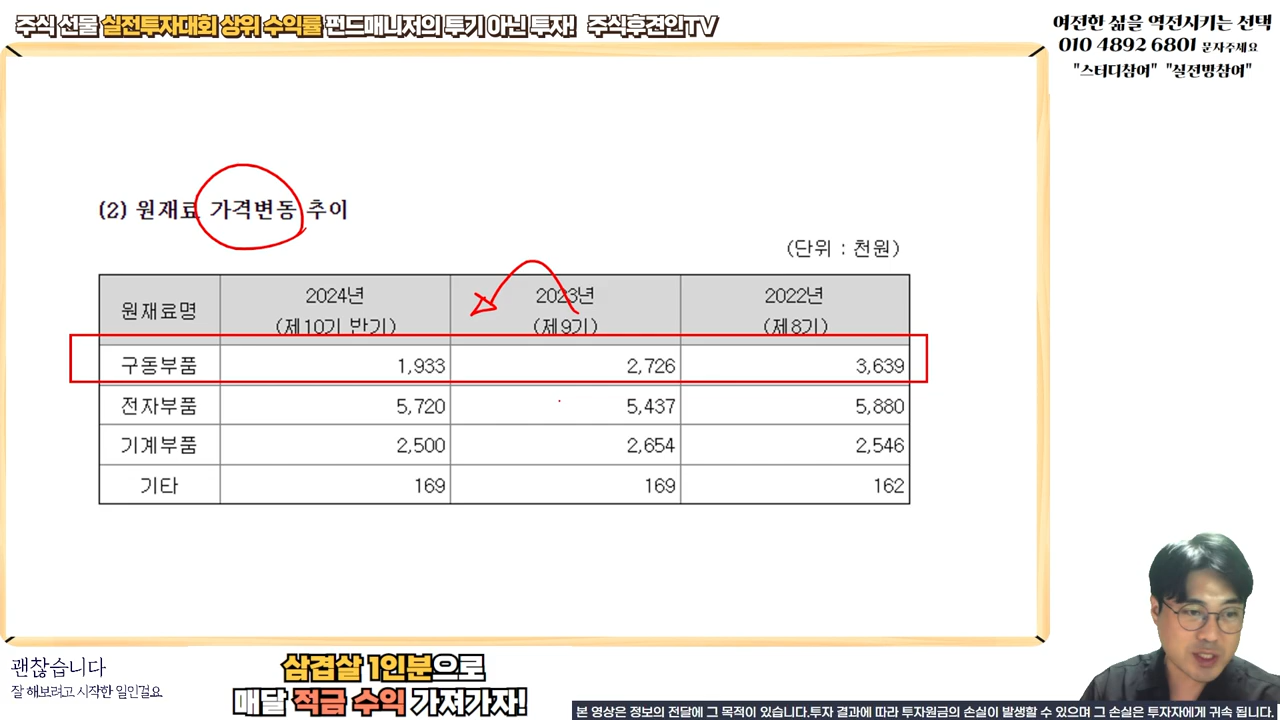 주식 선물 실전투자대회 상위 수익률 펀드매니저의 투기 아닌 투자! 주식후견인TV
여전한 삶을 역전시키는 선택
010 4892 6801 문자주세요
"스터디참여" "실전방참여"
(2) 원재료 가격변동 추이
(단위 : 천원)
원재료명 2024년 (제10기 반기) 2023년 (제9기) 2022년 (제8기)
구동부품 1,933 2,726 3,639
전자부품 5,720 5,437 5,880
기계부품 2,500 2,654 2,546
기타 169 169 162
괜찮습니다
잘 해보려고 시작한 일인걸요
삼겹살 1인분으로
매달 적금 수익 가져가자!
본 영상은 정보의 전달에 그 목적이 있습니다.투자 결과에 따라 투자원금의 손실이 발생할 수 있으며 그 손실은 투자자에게 귀속 됩니다.